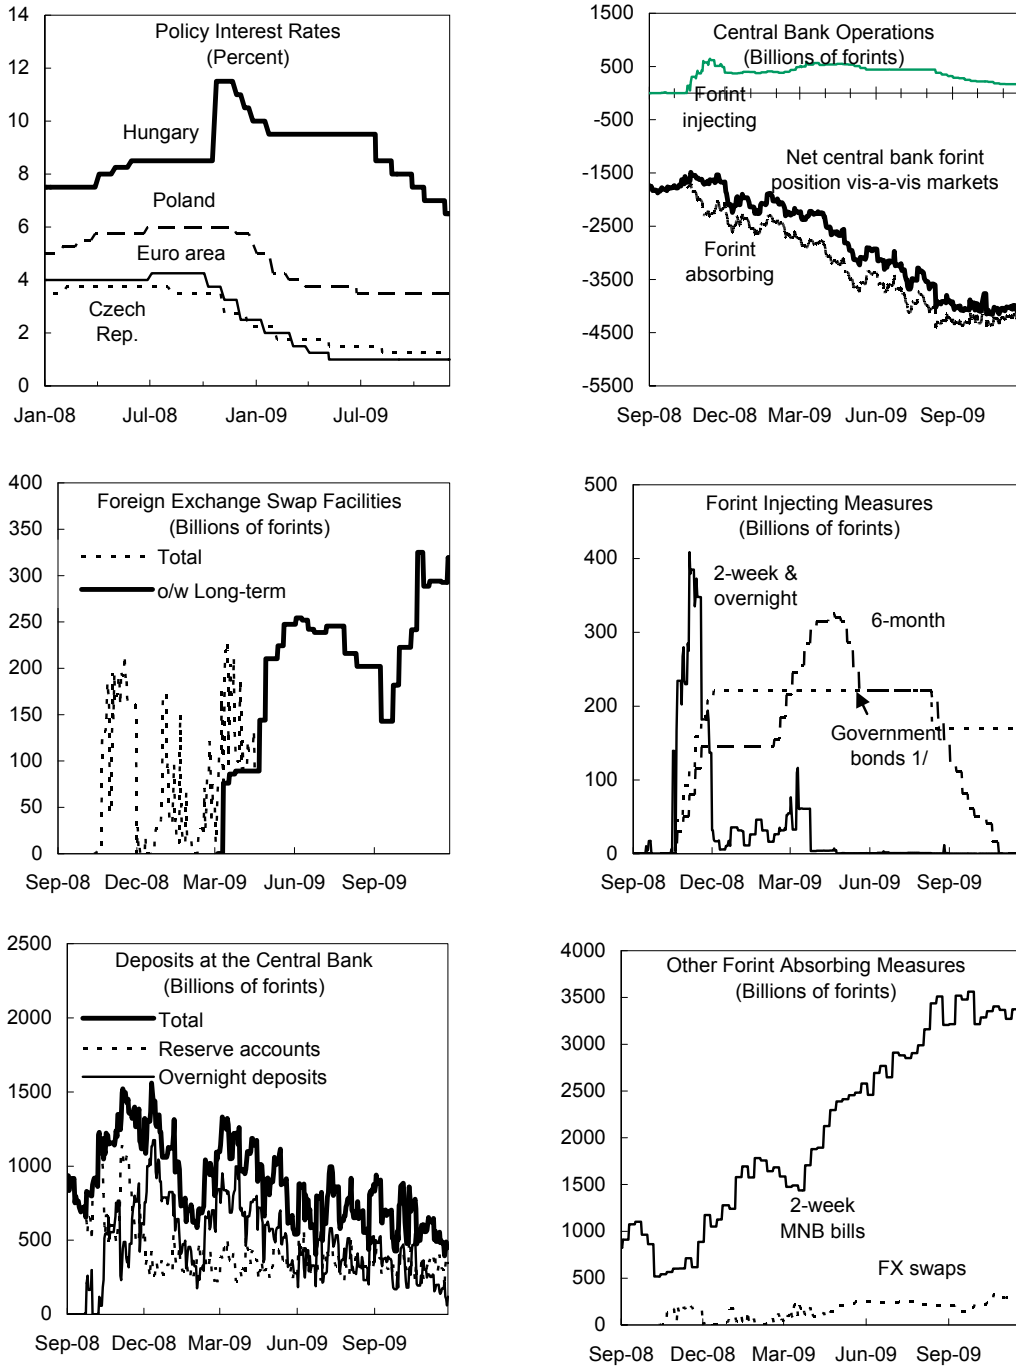 Policy Interest Rates
(Percent)
14
12
10
8
6
4
2
0
Hungary
Poland
Euro area
Czech
Rep.
Jan-08 Jul-08 Jan-09 Jul-09
Central Bank Operations
(Billions of forints)
1500
500
-500
-1500
-2500
-3500
-4500
-5500
Forint
injecting
Net central bank forint
position vis-a-vis markets
Forint
absorbing
Sep-08 Dec-08 Mar-09 Jun-09 Sep-09
Foreign Exchange Swap Facilities
(Billions of forints)
400
350
300
250
200
150
100
50
0
Total
o/w Long-term
Sep-08 Dec-08 Mar-09 Jun-09 Sep-09
Forint Injecting Measures
(Billions of forints)
500
400
300
200
100
0
2-week &
overnight
6-month
Government
bonds 1/
Sep-08 Dec-08 Mar-09 Jun-09 Sep-09
Deposits at the Central Bank
(Billions of forints)
2500
2000
1500
1000
500
0
Total
Reserve accounts
Overnight deposits
Sep-08 Dec-08 Mar-09 Jun-09 Sep-09
Other Forint Absorbing Measures
(Billions of forints)
4000
3500
3000
2500
2000
1500
1000
500
0
2-week
MNB bills
FX swaps
Sep-08 Dec-08 Mar-09 Jun-09 Sep-09